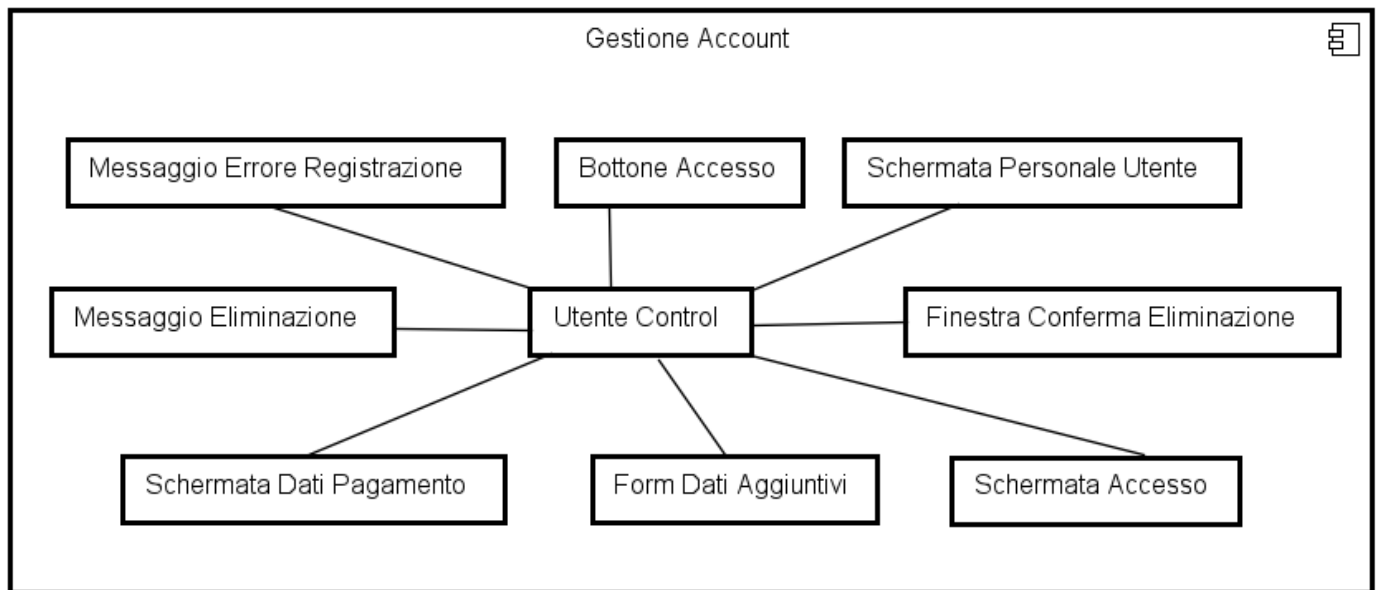 Gestione Account
Messaggio Errore Registrazione
Bottone Accesso
Schermata Personale Utente
Messaggio Eliminazione
Utente Control
Finestra Conferma Eliminazione
Schermata Dati Pagamento
Form Dati Aggiuntivi
Schermata Accesso